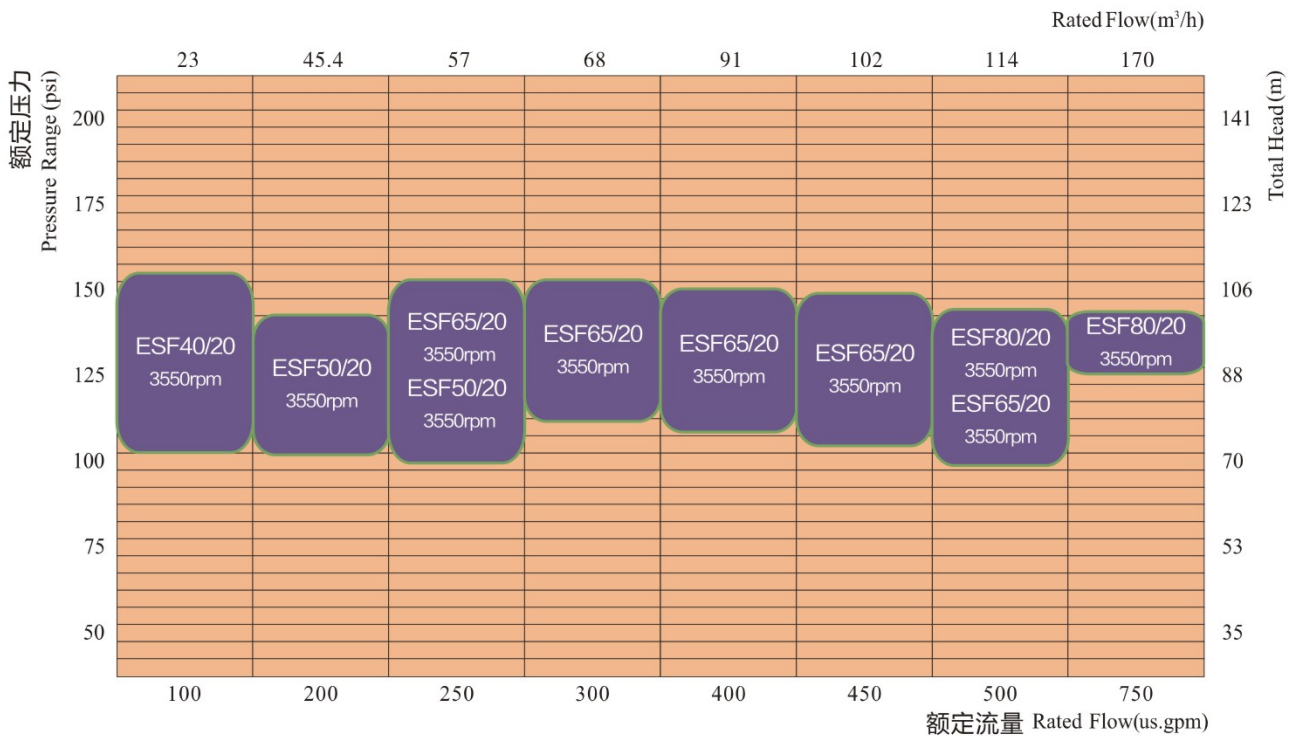 Rated Flow(m³/h)
23 45.4 57 68 91 102 114 170
额定压力
Pressure Range (psi)
200
175
150
125
100
75
50
Total Head(m)
141
123
106
88
70
53
35
ESF40/20
3550rpm
ESF50/20
3550rpm
ESF65/20
3550rpm
ESF50/20
3550rpm
ESF65/20
3550rpm
ESF65/20
3550rpm
ESF65/20
3550rpm
ESF80/20
3550rpm
ESF65/20
3550rpm
ESF80/20
3550rpm
100 200 250 300 400 450 500 750
额定流量 Rated Flow(us.gpm)